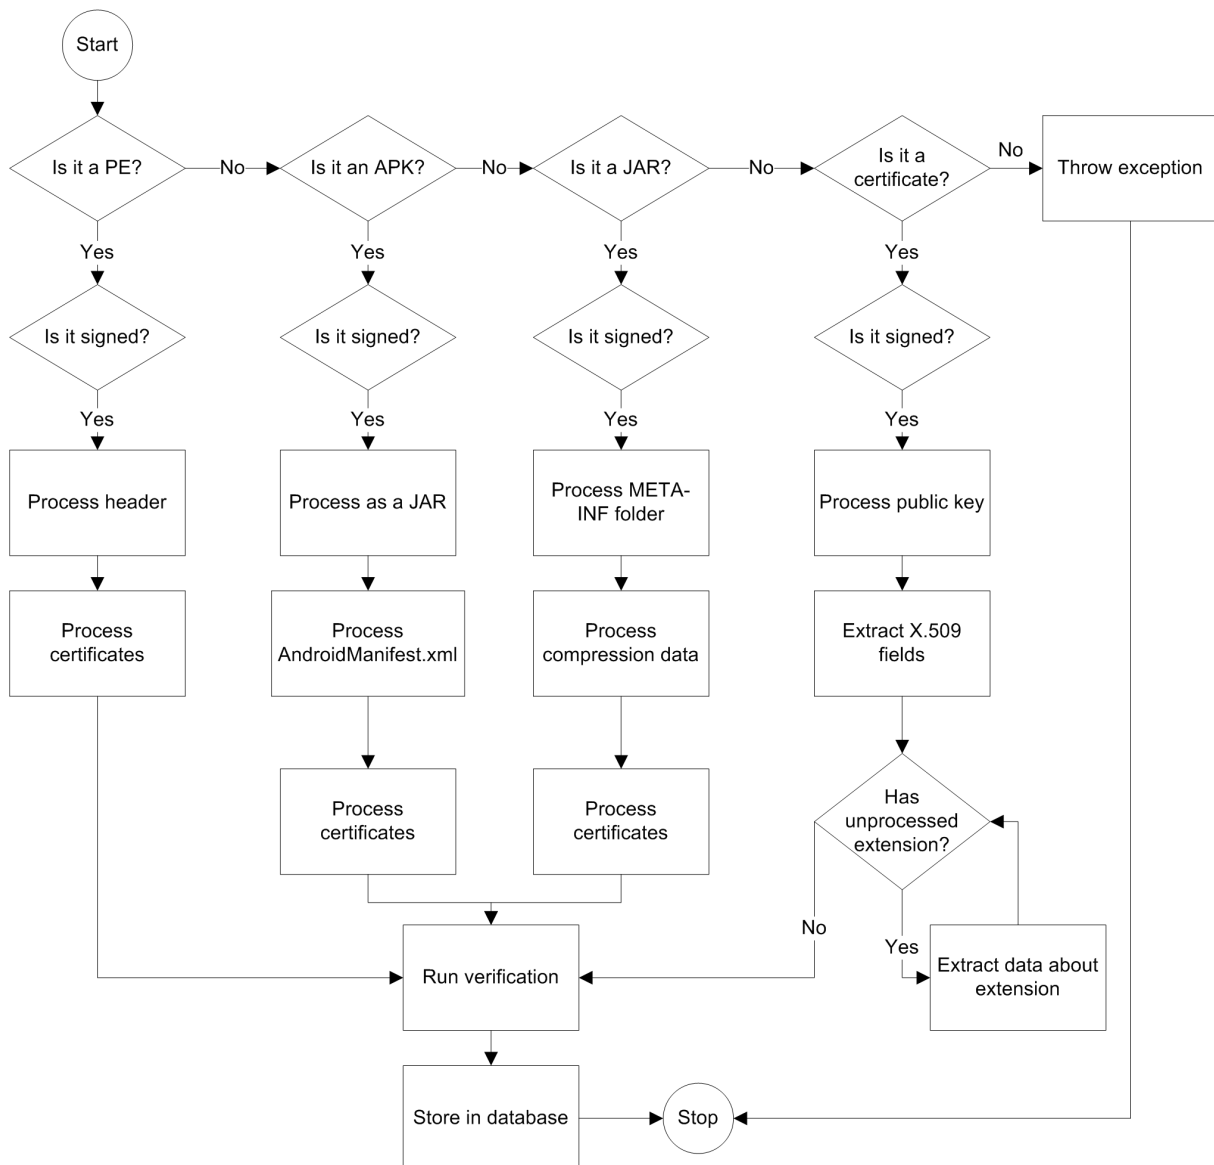 Start
Is it a PE?
No
Is it an APK?
No
Is it a JAR?
No
Is it a
certificate?
No
Throw exception
Yes
Yes
Yes
Yes
Is it signed?
Is it signed?
Is it signed?
Is it signed?
Yes
Yes
Yes
Yes
Process header
Process as a JAR
Process META-
INF folder
Process public key
Process
certificates
Process
AndroidManifest.xml
Process
compression data
Extract X.509
fields
Process
certificates
Process
certificates
Has
unprocessed
extension?
No
Yes
Run verification
Extract data about
extension
Store in database
Stop